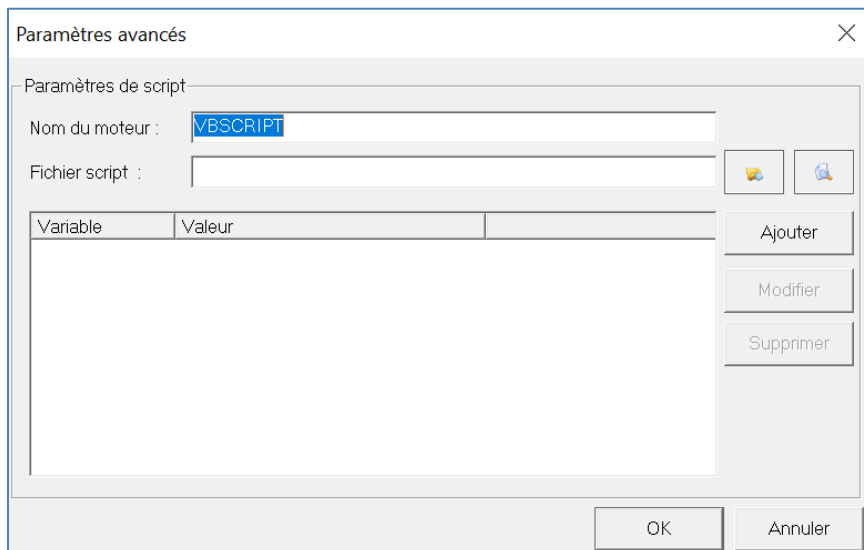 Paramètres avancés
Paramètres de script
Nom du moteur :
VBSCRIPT
Fichier script :
Variable
Valeur
Ajouter
Modifier
Supprimer
OK
Annuler